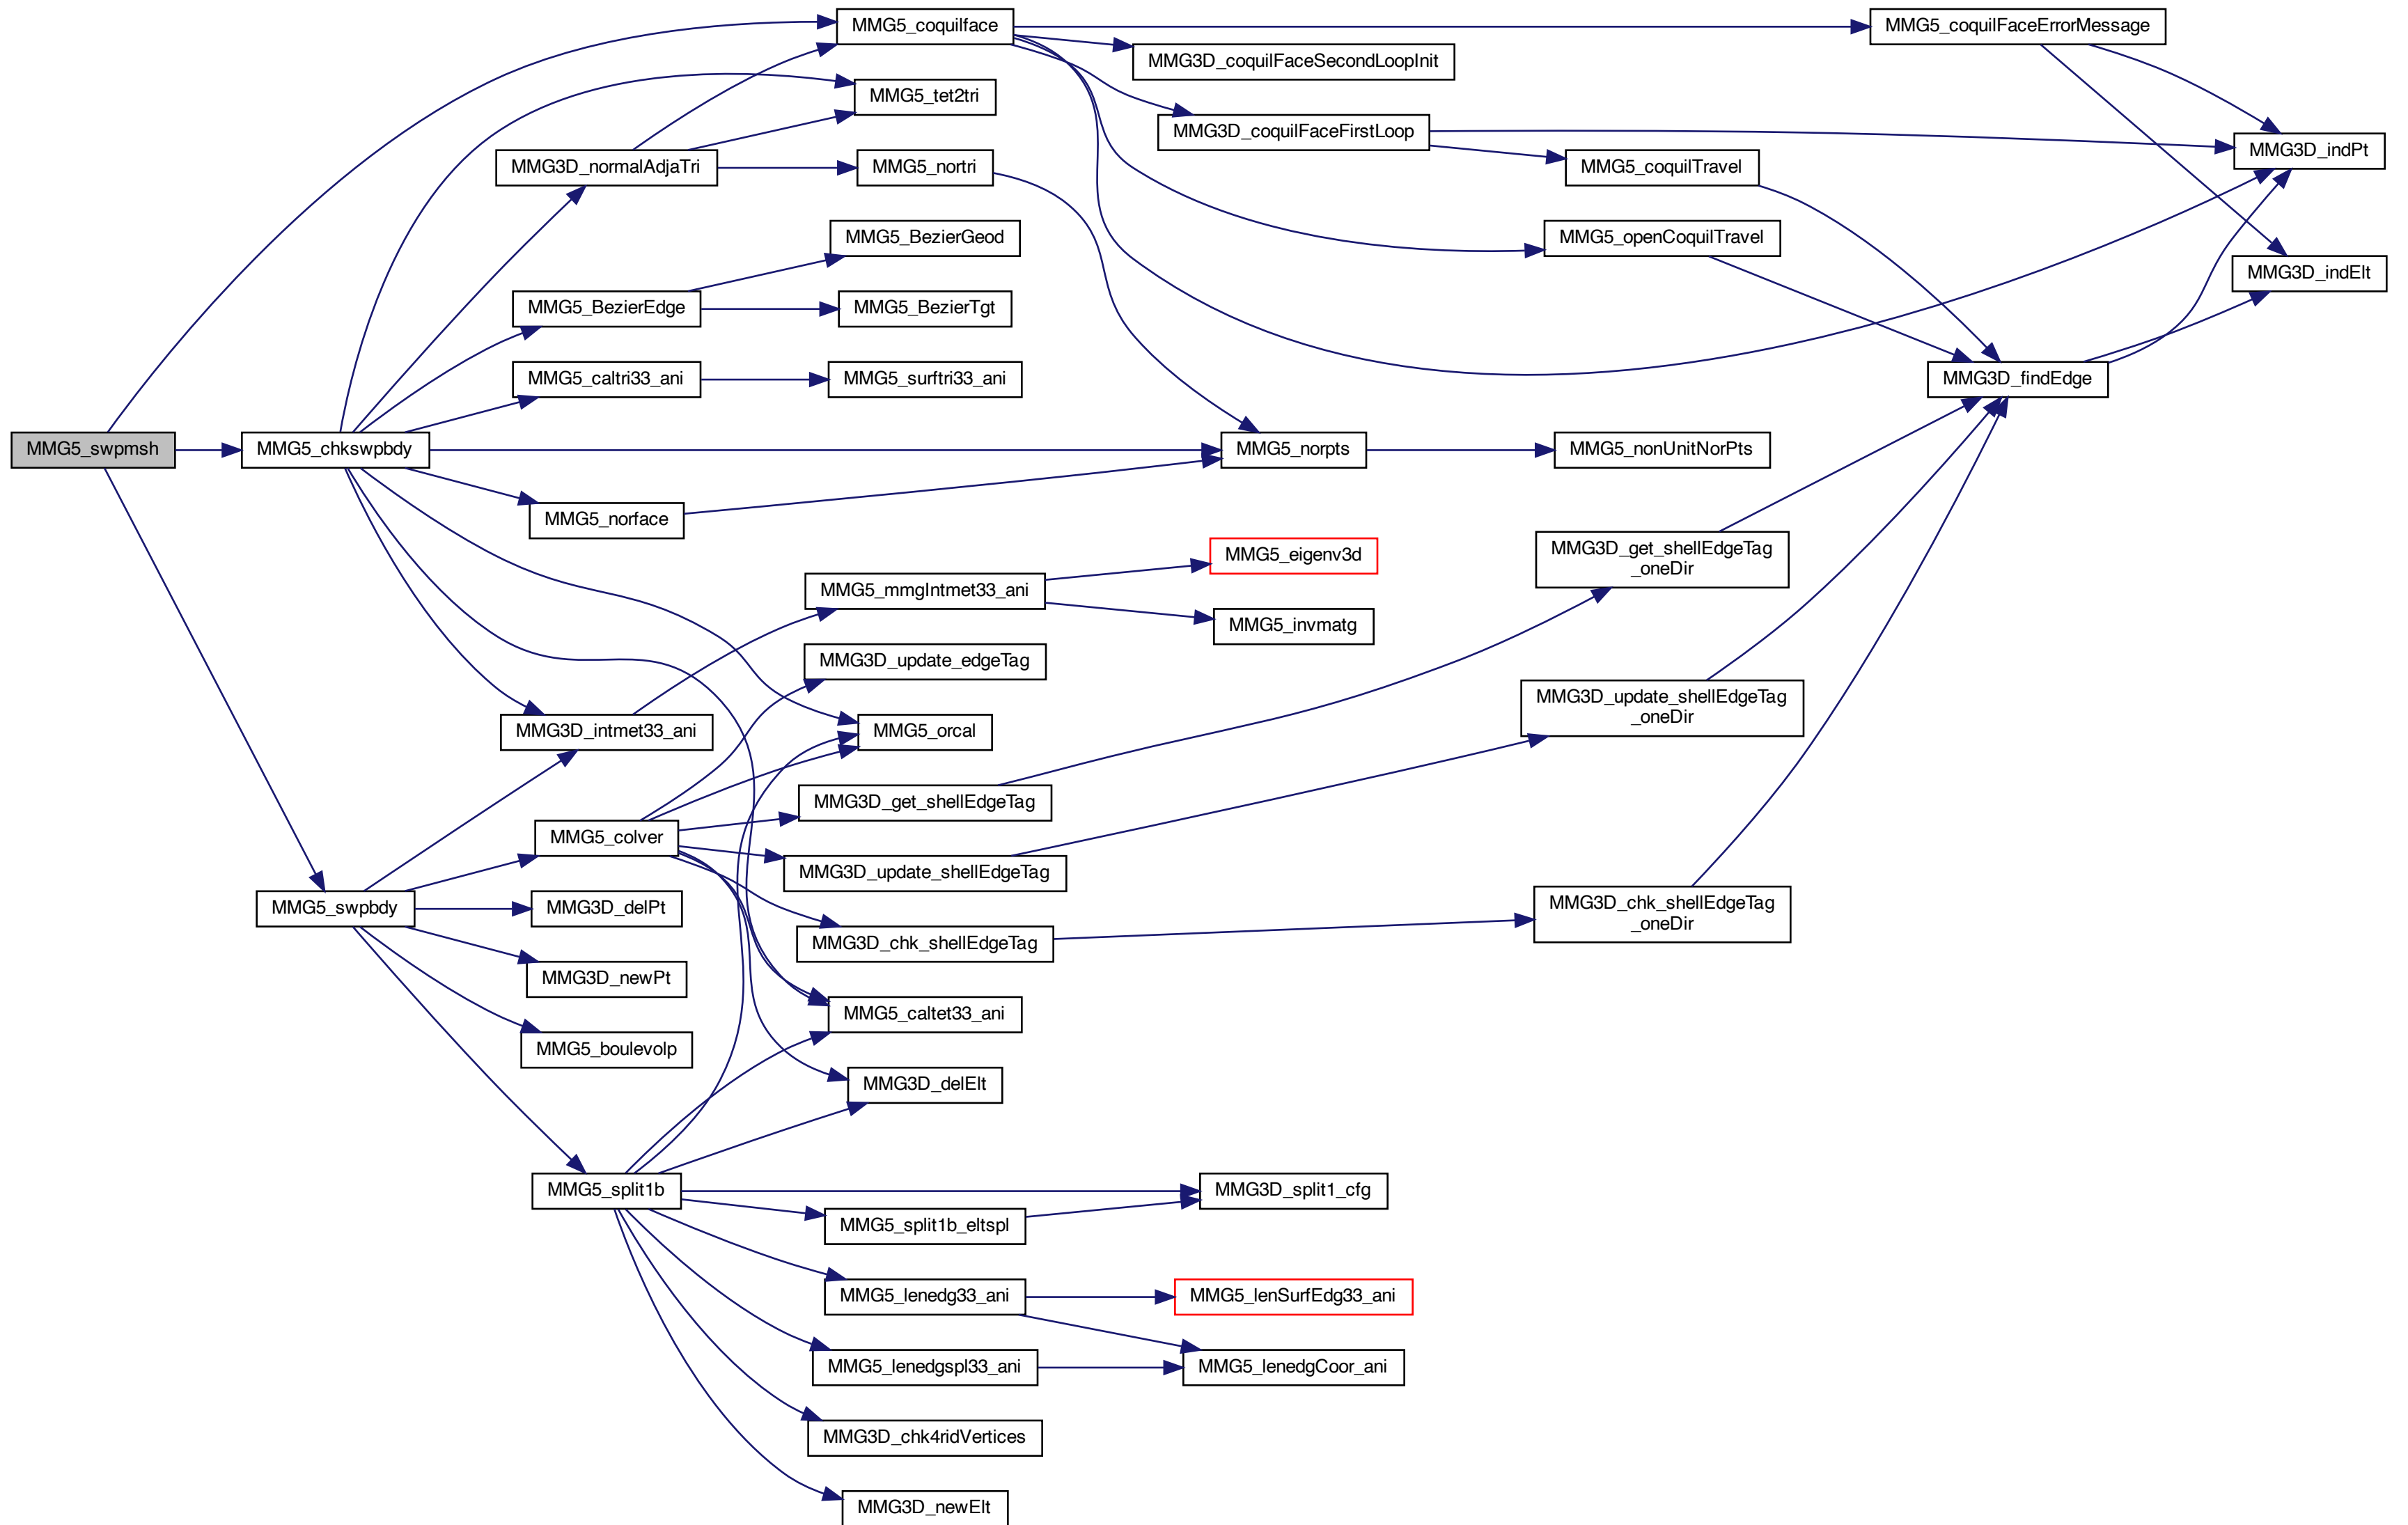 MMG5_coquilface
MMG5_coquilFaceErrorMessage
MMG3D_coquilFaceSecondLoopInit
MMG5_tet2tri
MMG3D_coquilFaceFirstLoop
MMG3D_indPt
MMG3D_normalAdjaTri
MMG5_nortri
MMG5_coquilTravel
MMG5_BezierGeod
MMG5_openCoquilTravel
MMG3D_indElt
MMG5_BezierEdge
MMG5_BezierTgt
MMG5_caltri33_ani
MMG5_surftri33_ani
MMG3D_findEdge
MMG5_swpmsh
MMG5_chkswpbdy
MMG5_norpts
MMG5_nonUnitNorPts
MMG5_norface
MMG5_eigenv3d
MMG3D_get_shellEdgeTag
_oneDir
MMG5_mmgIntmet33_ani
MMG5_invmatg
MMG3D_update_edgeTag
MMG3D_update_shellEdgeTag
_oneDir
MMG3D_intmet33_ani
MMG5_orcal
MMG3D_get_shellEdgeTag
MMG5_colver
MMG3D_update_shellEdgeTag
MMG5_swpbdy
MMG3D_delPt
MMG3D_chk_shellEdgeTag
_oneDir
MMG3D_chk_shellEdgeTag
MMG3D_newPt
MMG5_caltet33_ani
MMG5_boulevolp
MMG3D_delElt
MMG5_split1b
MMG3D_split1_cfg
MMG5_split1b_eltspl
MMG5_lenedg33_ani
MMG5_lenSurfEdg33_ani
MMG5_lenedgspl33_ani
MMG5_lenedgCoor_ani
MMG3D_chk4ridVertices
MMG3D_newElt